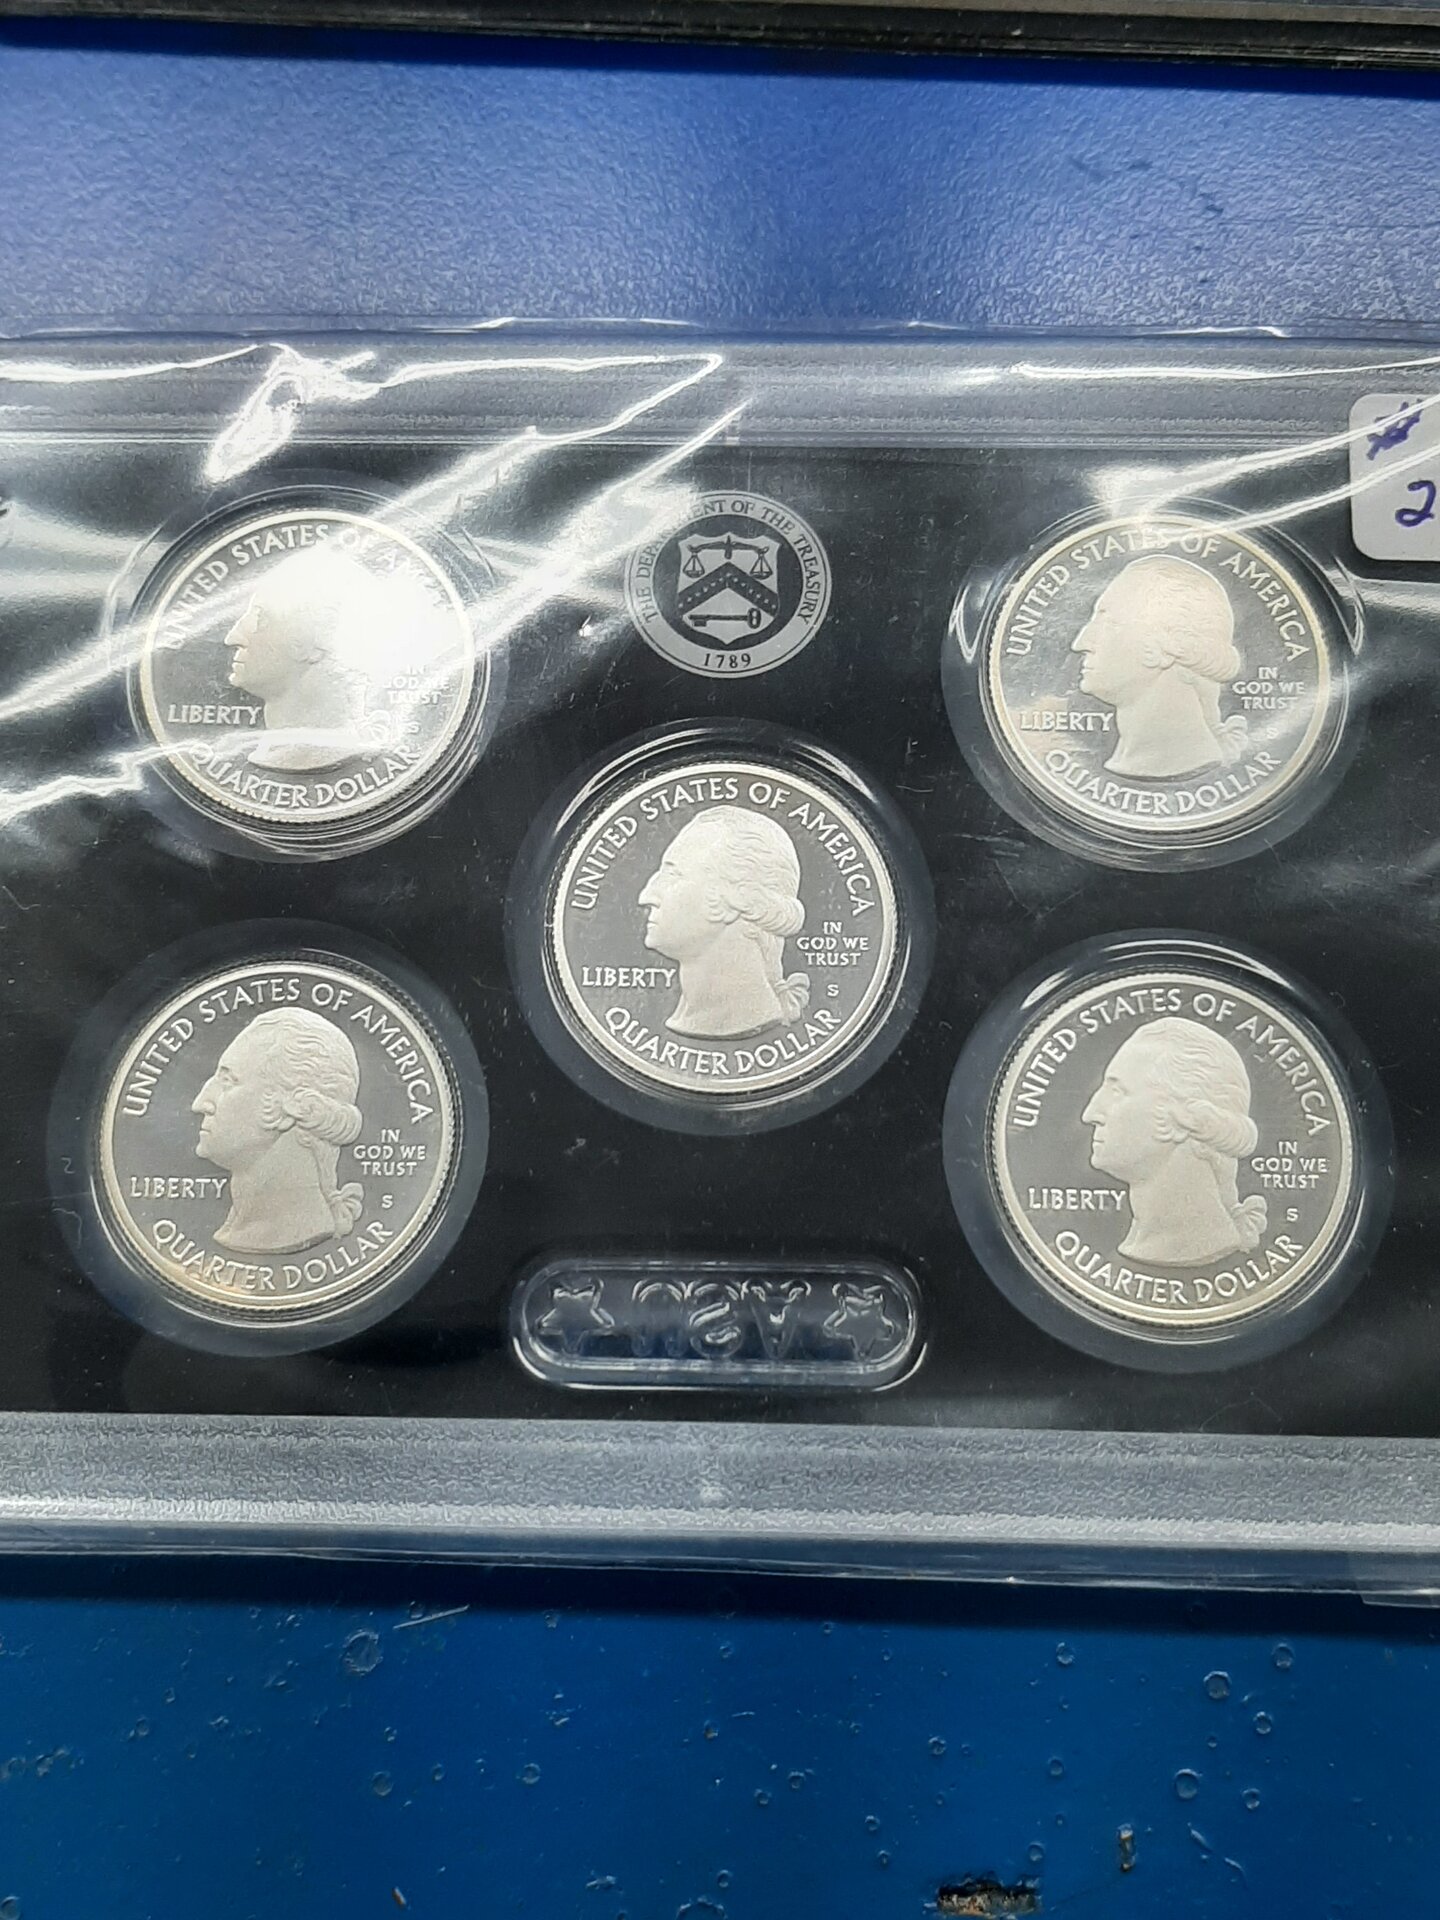 UNITED STATES OF
IN
GOD WE
TRUST
LIBERTY
S
QUARTER DOLLAR
THE DEPARTMENT OF THE TREASURY
1789
UNITED STATES OF AMERICA
IN
GOD WE
TRUST
LIBERTY
S
QUARTER DOLLAR
#
2
UNITED STATES OF AMERICA
IN
GOD WE
TRUST
LIBERTY
S
QUARTER DOLLAR
UNITED STATES OF AMERICA
IN
GOD WE
TRUST
LIBERTY
S
QUARTER DOLLAR
UNITED STATES OF AMERICA
IN
GOD WE
TRUST
LIBERTY
S
QUARTER DOLLAR
USA